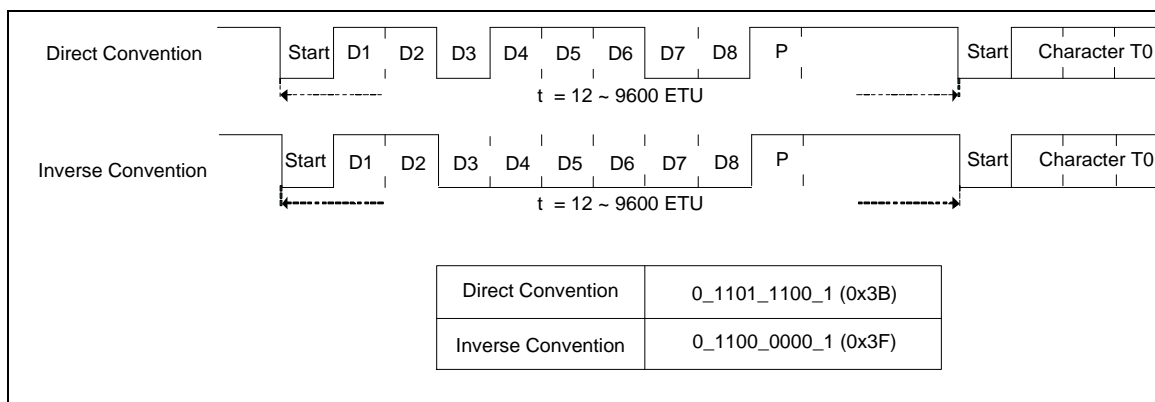 Direct Convention Start D1 D2 D3 D4 D5 D6 D7 D8 P Start Character T0
t = 12 ~ 9600 ETU
Inverse Convention Start D1 D2 D3 D4 D5 D6 D7 D8 P Start Character T0
t = 12 ~ 9600 ETU
Direct Convention 0_1101_1100_1 (0x3B)
Inverse Convention 0_1100_0000_1 (0x3F)